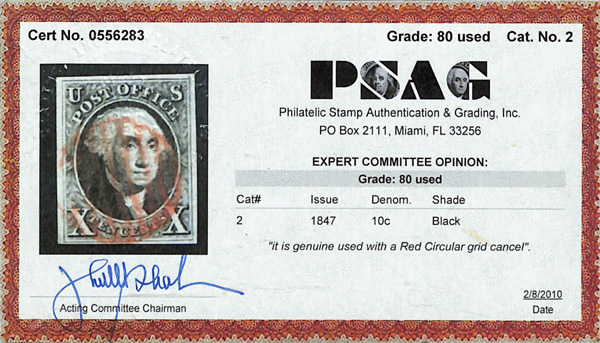 Cert No. 0556283 Grade: 80 used Cat. No. 2
PSAG
Philatelic Stamp Authentication & Grading, Inc.
PO Box 2111, Miami, FL 33256
U S
POST OFFICE
X TEN CENTS X
EXPERT COMMITTEE OPINION:
Grade: 80 used
Cat# Issue Denom. Shade
2 1847 10c Black
"it is genuine used with a Red Circular grid cancel".
Acting Committee Chairman
2/8/2010
Date